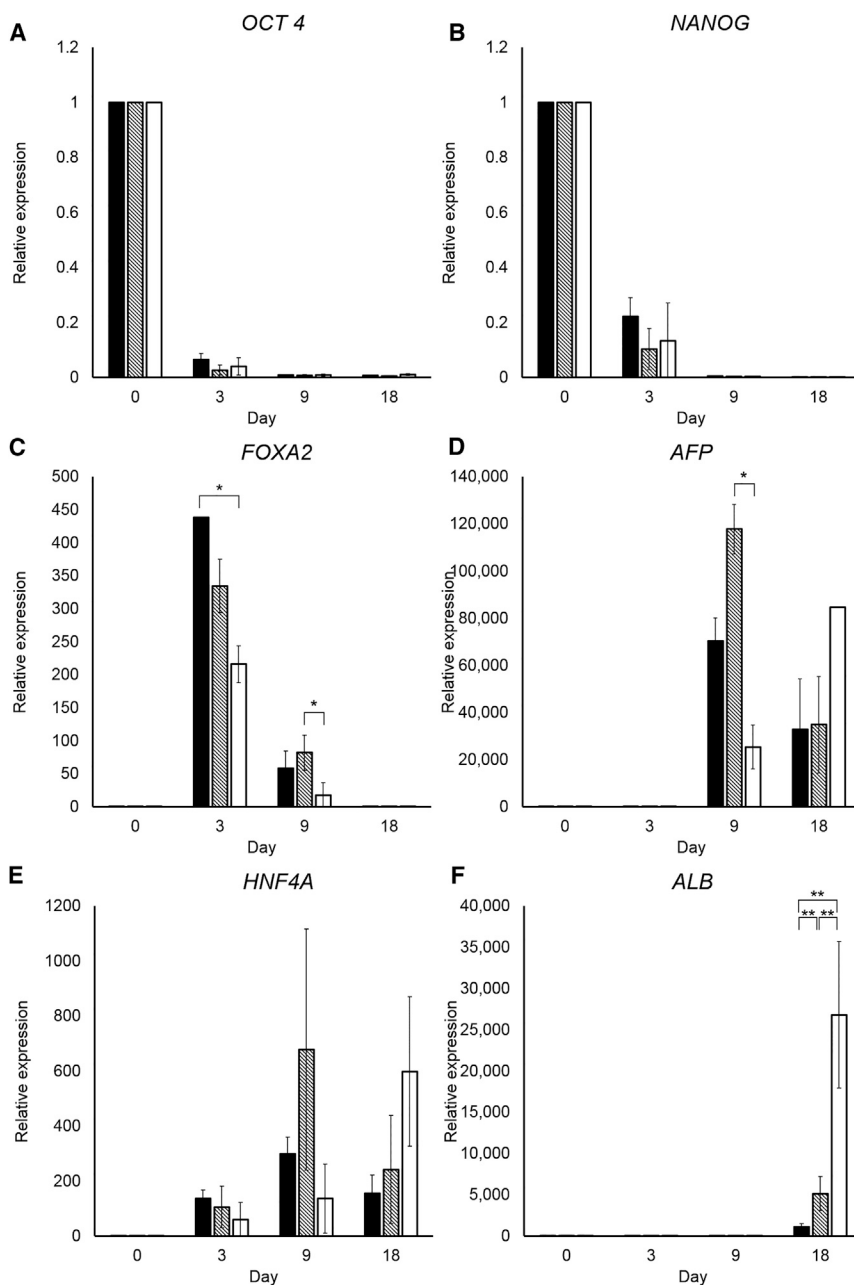 A
OCT 4
1.2
1
0.8
0.6
0.4
0.2
0
Relative expression
0 3 9 18
Day
B
NANOG
1.2
1
0.8
0.6
0.4
0.2
0
Relative expression
0 3 9 18
Day
C
FOXA2
500
450
400
350
300
250
200
150
100
50
0
Relative expression
*
*
0 3 9 18
Day
D
AFP
140,000
120,000
100,000
80,000
60,000
40,000
20,000
0
Relative expression
*
0 3 9 18
Day
E
HNF4A
1200
1000
800
600
400
200
0
Relative expression
0 3 9 18
Day
F
ALB
40,000
35,000
30,000
25,000
20,000
15,000
10,000
5,000
0
Relative expression
**
** **
0 3 9 18
Day